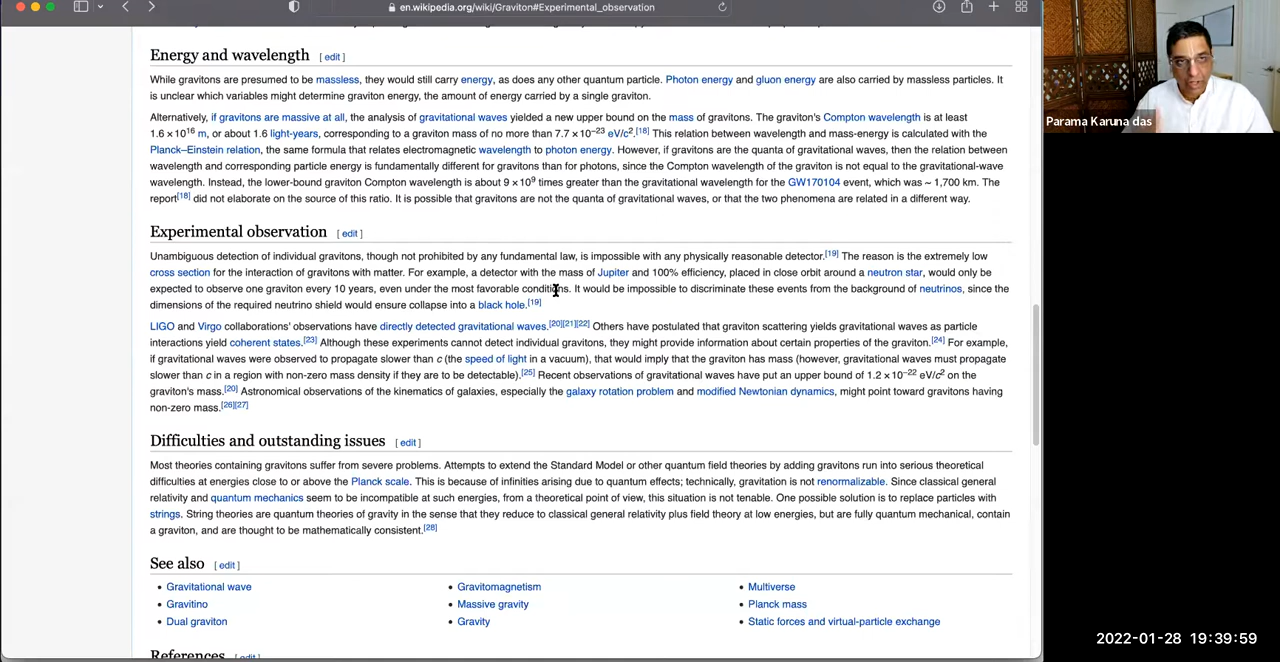 en.wikipedia.org/wiki/Graviton#Experimental_observation
Energy and wavelength [ edit ]
While gravitons are presumed to be massless, they would still carry energy, as does any other quantum particle. Photon energy and gluon energy are also carried by massless particles. It
is unclear which variables might determine graviton energy, the amount of energy carried by a single graviton.
Alternatively, if gravitons are massive at all, the analysis of gravitational waves yielded a new upper bound on the mass of gravitons. The graviton's Compton wavelength is at least
1.6×10¹⁶ m, or about 1.6 light-years, corresponding to a graviton mass of no more than 7.7×10⁻²³ eV/c².[18] This relation between wavelength and mass-energy is calculated with the
Planck–Einstein relation, the same formula that relates electromagnetic wavelength to photon energy. However, if gravitons are the quanta of gravitational waves, then the relation between
wavelength and corresponding particle energy is fundamentally different for gravitons than for photons, since the Compton wavelength of the graviton is not equal to the gravitational-wave
wavelength. Instead, the lower-bound graviton Compton wavelength is about 9×10⁹ times greater than the gravitational wavelength for the GW170104 event, which was ~ 1,700 km. The
report[18] did not elaborate on the source of this ratio. It is possible that gravitons are not the quanta of gravitational waves, or that the two phenomena are related in a different way.
Experimental observation [ edit ]
Unambiguous detection of individual gravitons, though not prohibited by any fundamental law, is impossible with any physically reasonable detector.[19] The reason is the extremely low
cross section for the interaction of gravitons with matter. For example, a detector with the mass of Jupiter and 100% efficiency, placed in close orbit around a neutron star, would only be
expected to observe one graviton every 10 years, even under the most favorable conditions. It would be impossible to discriminate these events from the background of neutrinos, since the
dimensions of the required neutrino shield would ensure collapse into a black hole.[19]
LIGO and Virgo collaborations' observations have directly detected gravitational waves.[20][21][22] Others have postulated that graviton scattering yields gravitational waves as particle
interactions yield coherent states.[23] Although these experiments cannot detect individual gravitons, they might provide information about certain properties of the graviton.[24] For example,
if gravitational waves were observed to propagate slower than c (the speed of light in a vacuum), that would imply that the graviton has mass (however, gravitational waves must propagate
slower than c in a region with non-zero mass density if they are to be detectable).[25] Recent observations of gravitational waves have put an upper bound of 1.2×10⁻²² eV/c² on the
graviton's mass.[20] Astronomical observations of the kinematics of galaxies, especially the galaxy rotation problem and modified Newtonian dynamics, might point toward gravitons having
non-zero mass.[26][27]
Difficulties and outstanding issues [ edit ]
Most theories containing gravitons suffer from severe problems. Attempts to extend the Standard Model or other quantum field theories by adding gravitons run into serious theoretical
difficulties at energies close to or above the Planck scale. This is because of infinities arising due to quantum effects; technically, gravitation is not renormalizable. Since classical general
relativity and quantum mechanics seem to be incompatible at such energies, from a theoretical point of view, this situation is not tenable. One possible solution is to replace particles with
strings. String theories are quantum theories of gravity in the sense that they reduce to classical general relativity plus field theory at low energies, but are fully quantum mechanical, contain
a graviton, and are thought to be mathematically consistent.[28]
See also [ edit ]
• Gravitational wave
• Gravitino
• Dual graviton
• Gravitomagnetism
• Massive gravity
• Gravity
• Multiverse
• Planck mass
• Static forces and virtual-particle exchange
References [ edit ]
Parama Karuna das
2022-01-28 19:39:59